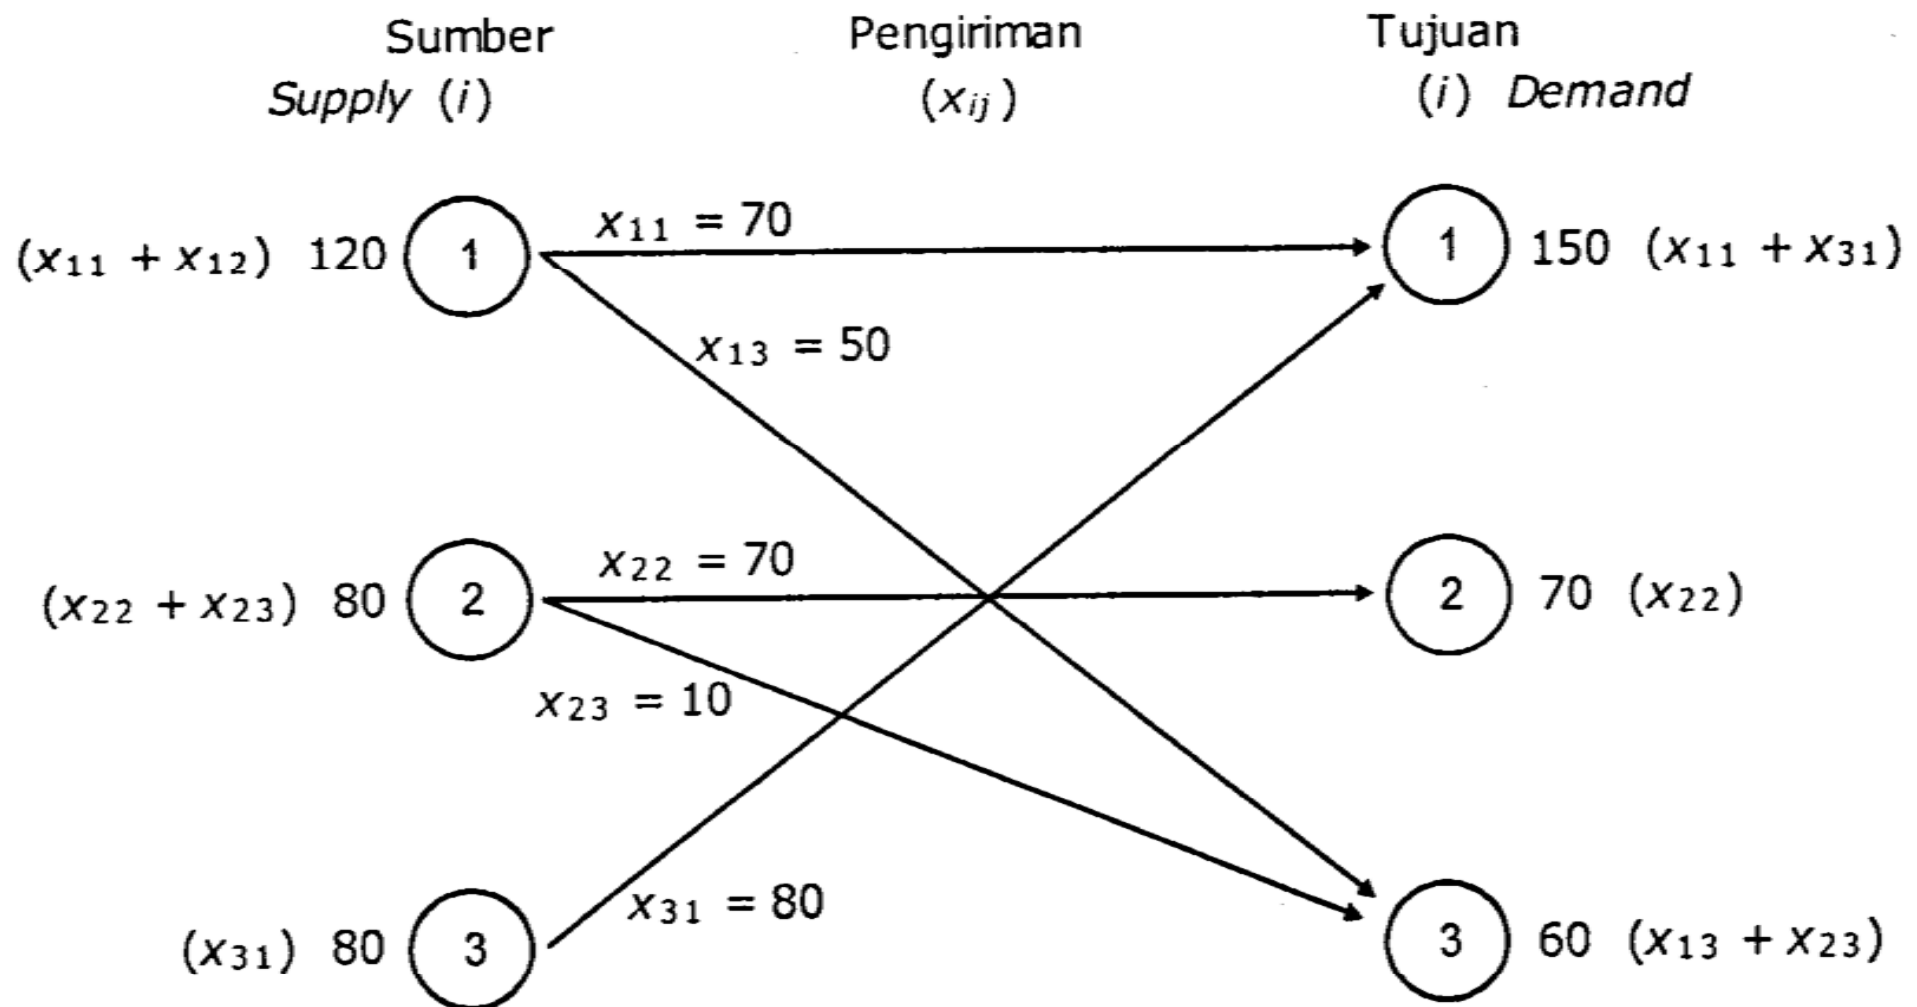 Sumber Pengiriman Tujuan
Supply (i) (xij) (i) Demand
(x11 + x12) 120 1 x11 = 70 1 150 (x11 + x31)
x13 = 50
(x22 + x23) 80 2 x22 = 70 2 70 (x22)
x23 = 10
(x31) 80 3 x31 = 80 3 60 (x13 + x23)